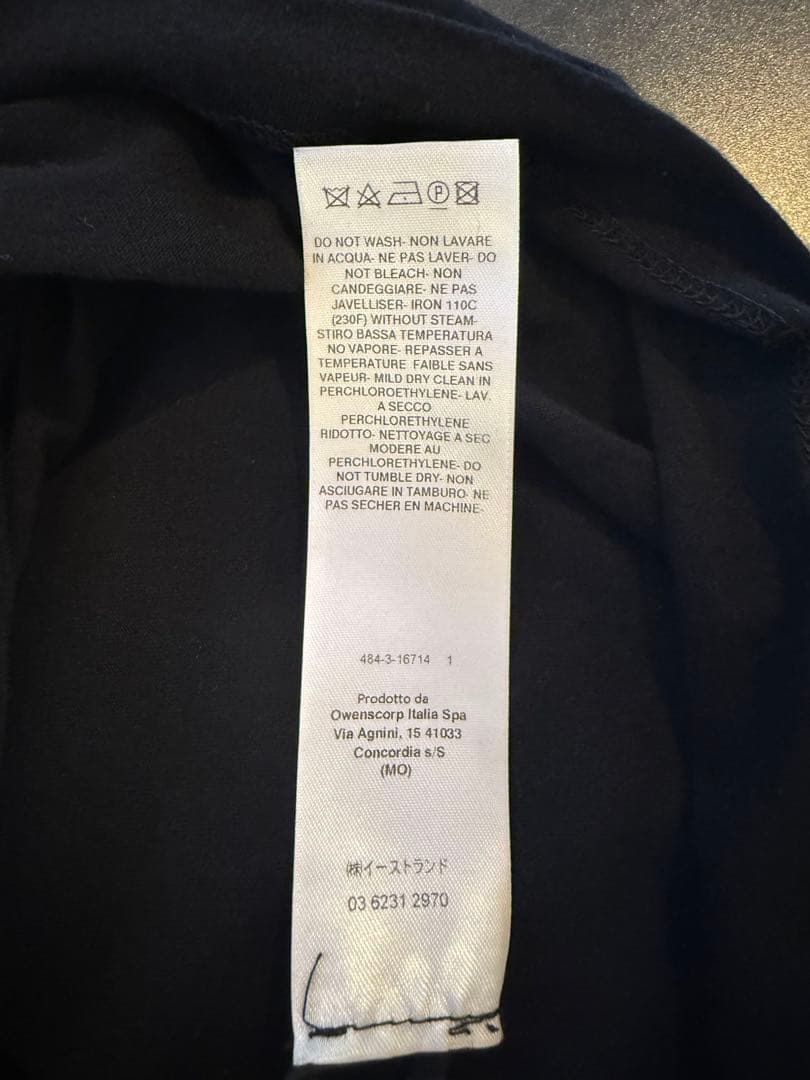 P
DO NOT WASH- NON LAVARE
IN ACQUA- NE PAS LAVER- DO
NOT BLEACH- NON
CANDEGGIARE- NE PAS
JAVELLISER- IRON 110C
(230F) WITHOUT STEAM-
STIRO BASSA TEMPERATURA
NO VAPORE- REPASSER A
TEMPERATURE FAIBLE SANS
VAPEUR- MILD DRY CLEAN IN
PERCHLOROETHYLENE- LAV.
A SECCO
PERCHLORETHYLENE
RIDOTTO- NETTOYAGE A SEC
MODERE AU
PERCHLORETHYLENE- DO
NOT TUMBLE DRY- NON
ASCIUGARE IN TAMBURO- NE
PAS SECHER EN MACHINE-
484-3-16714 1
Prodotto da
Owenscorp Italia Spa
Via Agnini, 15 41033
Concordia s/S
(MO)
㈱イーストランド
03 6231 2970